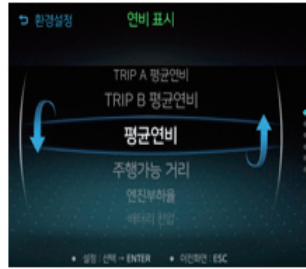 환경설정
연비 표시
TRIP A 평균연비
TRIP B 평균연비
평균연비
주행가능 거리
엔진부하율
배터리 전압
• 설정 : 선택 → ENTER • 이전화면 : ESC